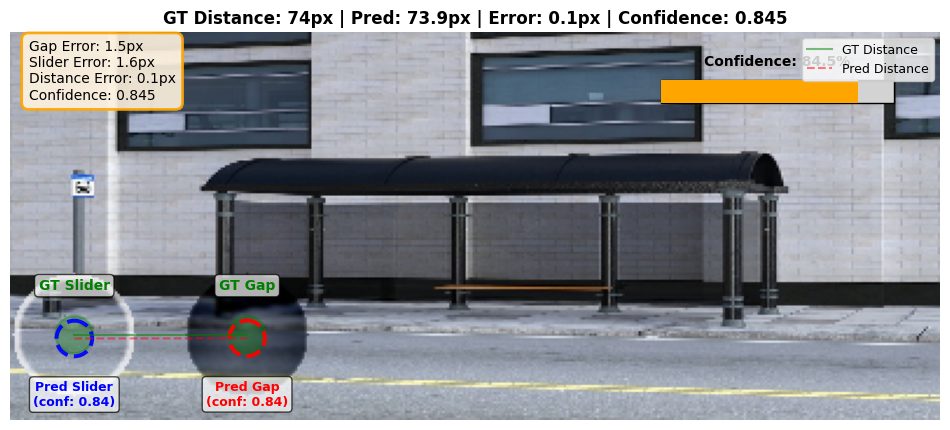 GT Distance: 74px | Pred: 73.9px | Error: 0.1px | Confidence: 0.845
Gap Error: 1.5px
Slider Error: 1.6px
Distance Error: 0.1px
Confidence: 0.845
Confidence: 84.5%
GT Distance
Pred Distance
GT Slider
GT Gap
Pred Slider
(conf: 0.84)
Pred Gap
(conf: 0.84)